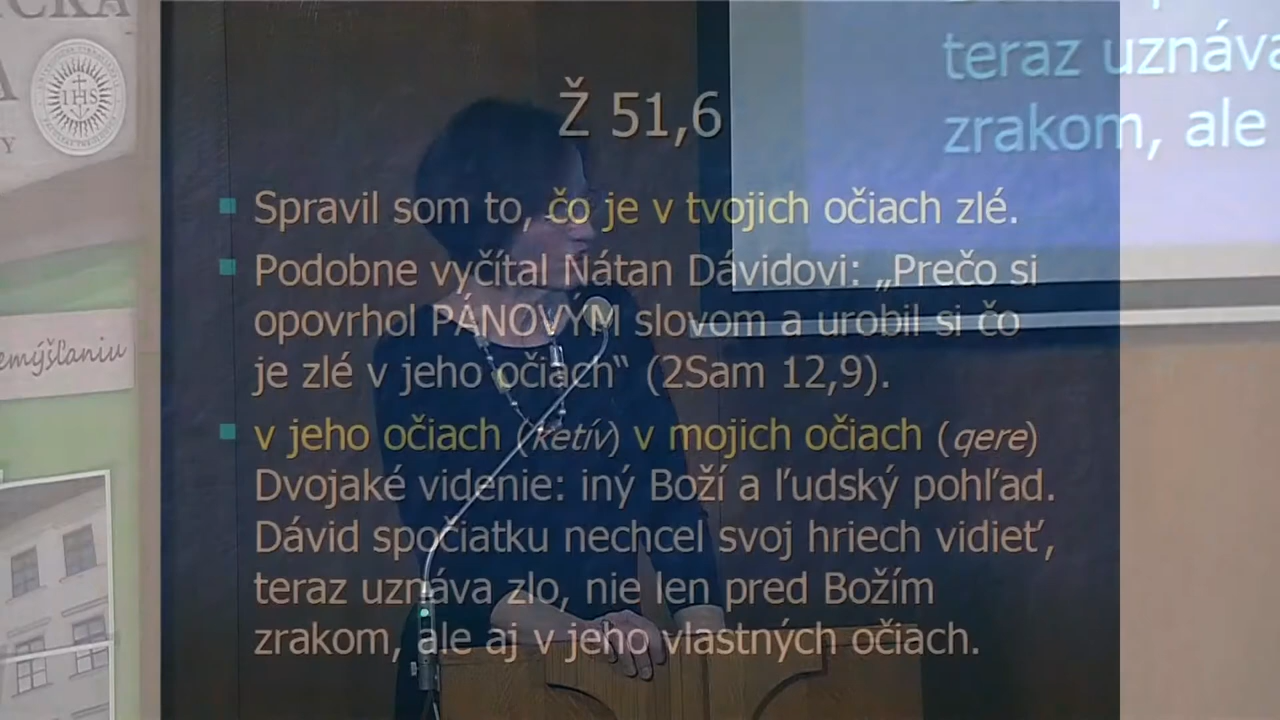 IHS
Y
Ž 51,6
teraz uznáva
zrakom, ale
Spravil som to, čo je v tvojich očiach zlé.
Podobne vyčítal Nátan Dávidovi: „Prečo si
opovrhol PÁNOVÝM slovom a urobil si čo
je zlé v jeho očiach“ (2Sam 12,9).
v jeho očiach (ketív) v mojich očiach (qere)
Dvojaké videnie: iný Boží a ľudský pohľad.
Dávid spočiatku nechcel svoj hriech vidieť,
teraz uznáva zlo, nie len pred Božím
zrakom, ale aj v jeho vlastných očiach.